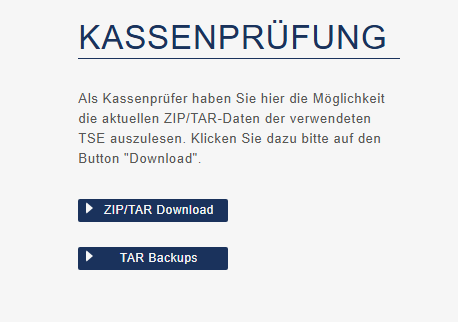 KASSENPRÜFUNG
Als Kassenprüfer haben Sie hier die Möglichkeit
die aktuellen ZIP/TAR-Daten der verwendeten
TSE auszulesen. Klicken Sie dazu bitte auf den
Button "Download".
ZIP/TAR Download
TAR Backups